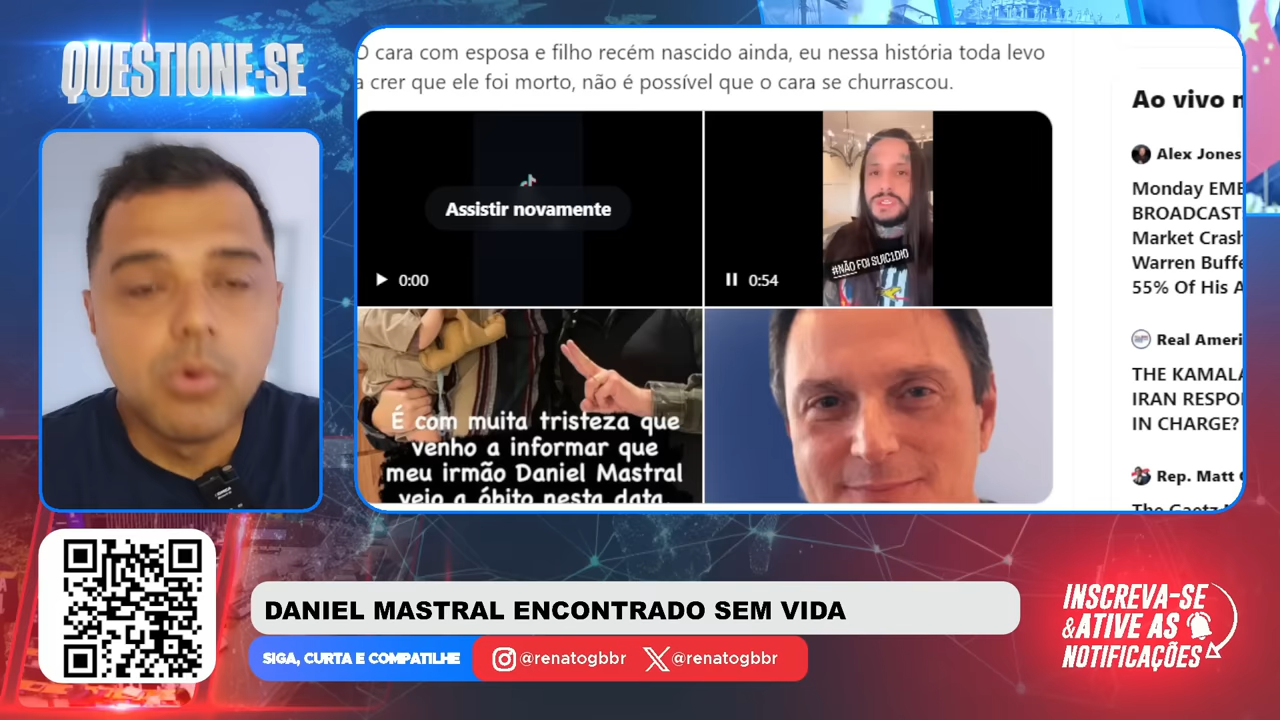 QUESTIONE-SE
O cara com esposa e filho recém nascido ainda, eu nessa história toda levo
a crer que ele foi morto, não é possível que o cara se churrascou.
Assistir novamente
0:00
#NÃO FOI SUIC1D1O
0:54
É com muita tristeza que
venho a informar que
meu irmão Daniel Mastral
veio a óbito nesta data
Ao vivo n
Alex Jones
Monday EME
BROADCAST
Market Crash
Warren Buffe
55% Of His A
Real Ameri
THE KAMALA
IRAN RESPO
IN CHARGE?
Rep. Matt G
The Gaetz
DANIEL MASTRAL ENCONTRADO SEM VIDA
SIGA, CURTA E COMPATILHE
@renatogbbr
@renatogbbr
INSCREVA-SE
&ATIVE AS
NOTIFICAÇÕES